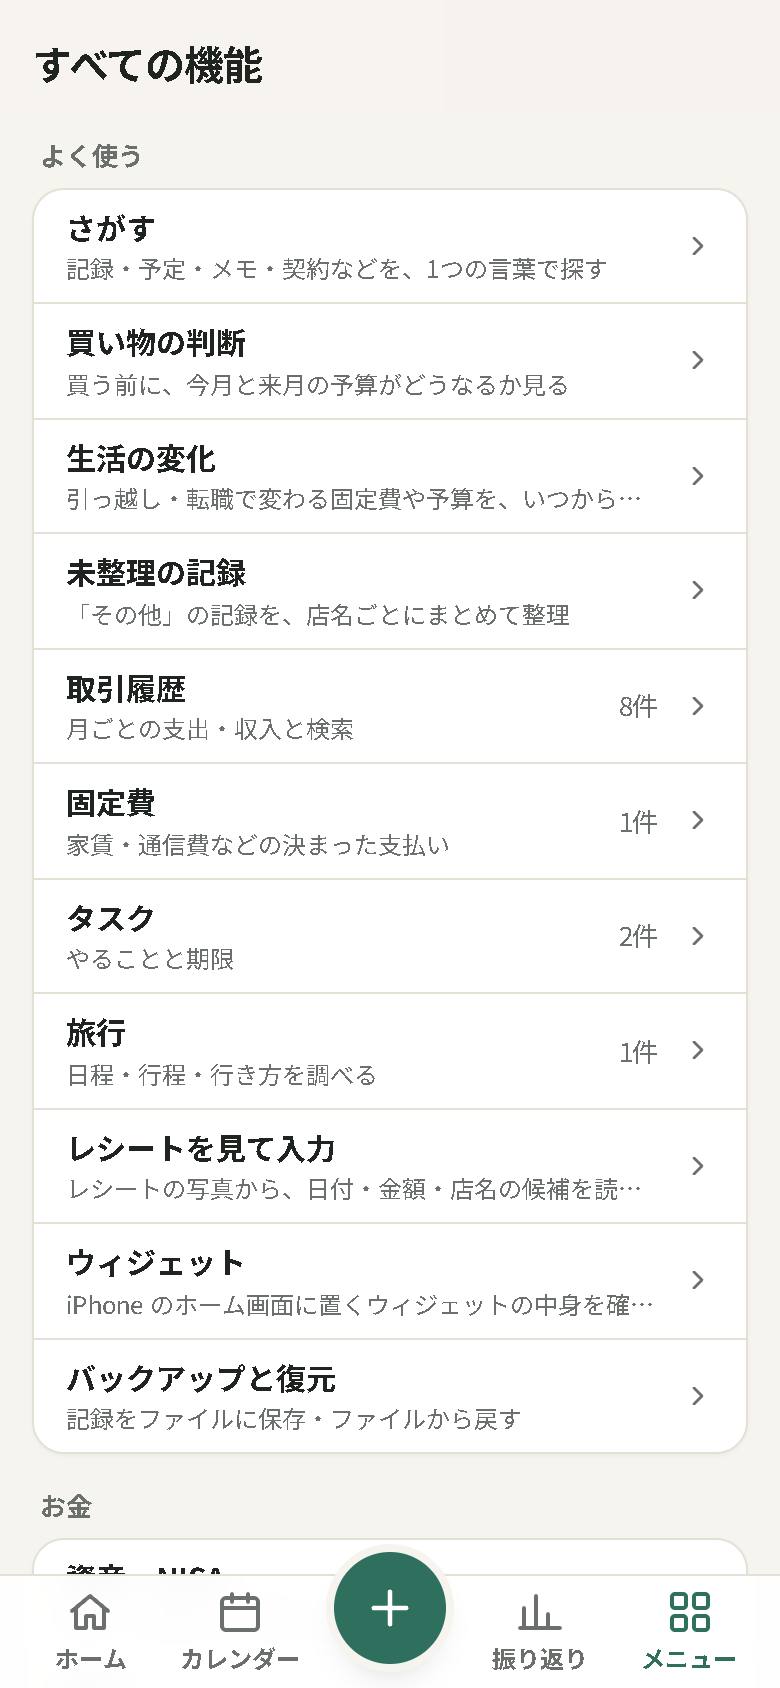 すべての機能
よく使う
さがす
記録・予定・メモ・契約などを、1つの言葉で探す
買い物の判断
買う前に、今月と来月の予算がどうなるか見る
生活の変化
引っ越し・転職で変わる固定費や予算を、いつから…
未整理の記録
「その他」の記録を、店名ごとにまとめて整理
取引履歴
8件
月ごとの支出・収入と検索
固定費
1件
家賃・通信費などの決まった支払い
タスク
2件
やることと期限
旅行
1件
日程・行程・行き方を調べる
レシートを見て入力
レシートの写真から、日付・金額・店名の候補を読…
ウィジェット
iPhone のホーム画面に置くウィジェットの中身を確…
バックアップと復元
記録をファイルに保存・ファイルから戻す
お金
ホーム
カレンダー
振り返り
メニュー